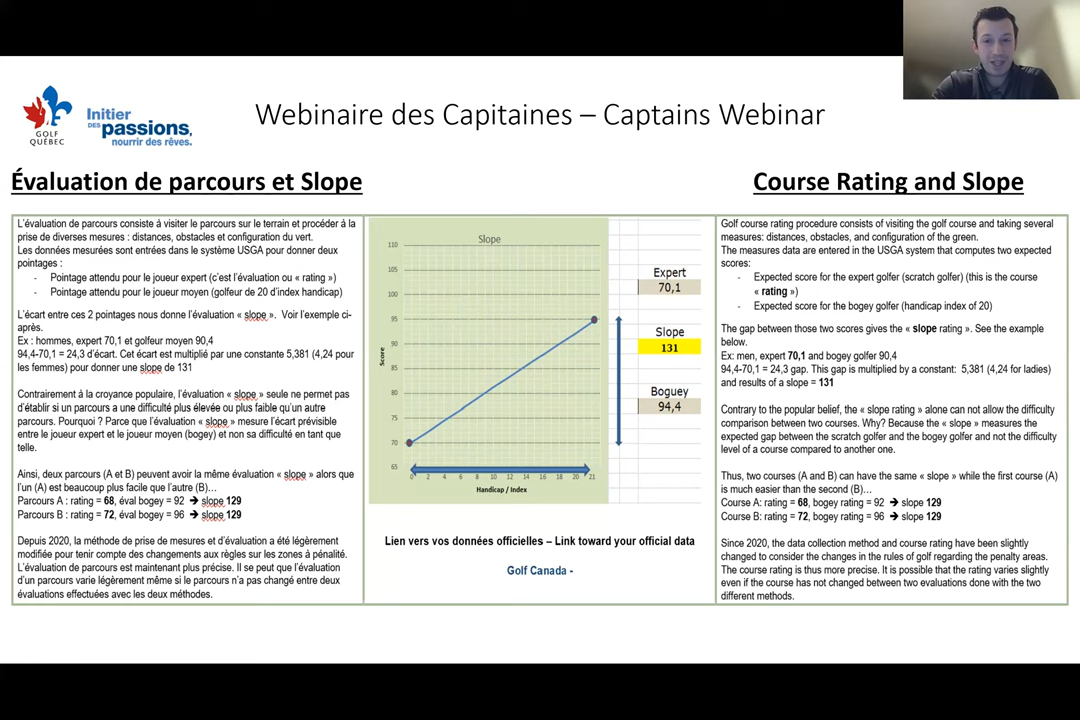 GOLF
QUÉBEC
Initier
DES passions,
nourrir des rêves.
Webinaire des Capitaines – Captains Webinar
Évaluation de parcours et Slope
Course Rating and Slope
L'évaluation de parcours consiste à visiter le parcours sur le terrain et procéder à la
prise de diverses mesures : distances, obstacles et configuration du vert.
Les données mesurées sont entrées dans le système USGA pour donner deux
pointages :
- Pointage attendu pour le joueur expert (c'est l'évaluation ou « rating »)
- Pointage attendu pour le joueur moyen (golfeur de 20 d'index handicap)
L'écart entre ces 2 pointages nous donne l'évaluation « slope ». Voir l'exemple ci-
après.
Ex : hommes, expert 70,1 et golfeur moyen 90,4
94,4-70,1 = 24,3 d'écart. Cet écart est multiplié par une constante 5,381 (4,24 pour
les femmes) pour donner une slope de 131
Contrairement à la croyance populaire, l'évaluation « slope » seule ne permet pas
d'établir si un parcours a une difficulté plus élevée ou plus faible qu'un autre
parcours. Pourquoi ? Parce que l'évaluation « slope » mesure l'écart prévisible
entre le joueur expert et le joueur moyen (bogey) et non sa difficulté en tant que
telle.
Ainsi, deux parcours (A et B) peuvent avoir la même évaluation « slope » alors que
l'un (A) est beaucoup plus facile que l'autre (B)…
Parcours A : rating = 68, éval bogey = 92 ➔ slope 129
Parcours B : rating = 72, éval bogey = 96 ➔ slope 129
Depuis 2020, la méthode de prise de mesures et d'évaluation a été légèrement
modifiée pour tenir compte des changements aux règles sur les zones à pénalité.
L'évaluation de parcours est maintenant plus précise. Il se peut que l'évaluation
d'un parcours varie légèrement même si le parcours n'a pas changé entre deux
évaluations effectuées avec les deux méthodes.
Slope
110
105
100
95
90
85
80
75
70
65
Score
0 2 4 6 8 10 12 14 16 18 20 21
Handicap / Index
Expert
70,1
Slope
131
Boguey
94,4
Lien vers vos données officielles – Link toward your official data
Golf Canada -
Golf course rating procedure consists of visiting the golf course and taking several
measures: distances, obstacles, and configuration of the green.
The measures data are entered in the USGA system that computes two expected
scores:
- Expected score for the expert golfer (scratch golfer) (this is the course
« rating »)
- Expected score for the bogey golfer (handicap index of 20)
The gap between those two scores gives the « slope rating ». See the example
below.
Ex: men, expert 70,1 and bogey golfer 90,4
94,4-70,1 = 24,3 gap. This gap is multiplied by a constant: 5,381 (4,24 for ladies)
and results of a slope = 131
Contrary to the popular belief, the « slope rating » alone can not allow the difficulty
comparison between two courses. Why? Because the « slope » measures the
expected gap between the scratch golfer and the bogey golfer and not the difficulty
level of a course compared to another one.
Thus, two courses (A and B) can have the same « slope » while the first course (A)
is much easier than the second (B)…
Course A: rating = 68, bogey rating = 92 ➔ slope 129
Course B: rating = 72, bogey rating = 96 ➔ slope 129
Since 2020, the data collection method and course rating have been slightly
changed to consider the changes in the rules of golf regarding the penalty areas.
The course rating is thus more precise. It is possible that the rating varies slightly
even if the course has not changed between two evaluations done with the two
different methods.